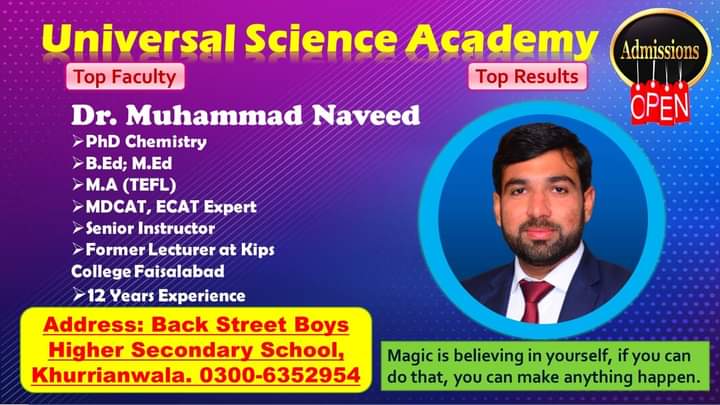 Universal Science Academy
Admissions
OPEN
Top Faculty
Top Results
Dr. Muhammad Naveed
➢PhD Chemistry
➢B.Ed; M.Ed
➢M.A (TEFL)
➢MDCAT, ECAT Expert
➢Senior Instructor
➢Former Lecturer at Kips
College Faisalabad
➢12 Years Experience
Address: Back Street Boys
Higher Secondary School,
Khurrianwala. 0300-6352954
Magic is believing in yourself, if you can
do that, you can make anything happen.